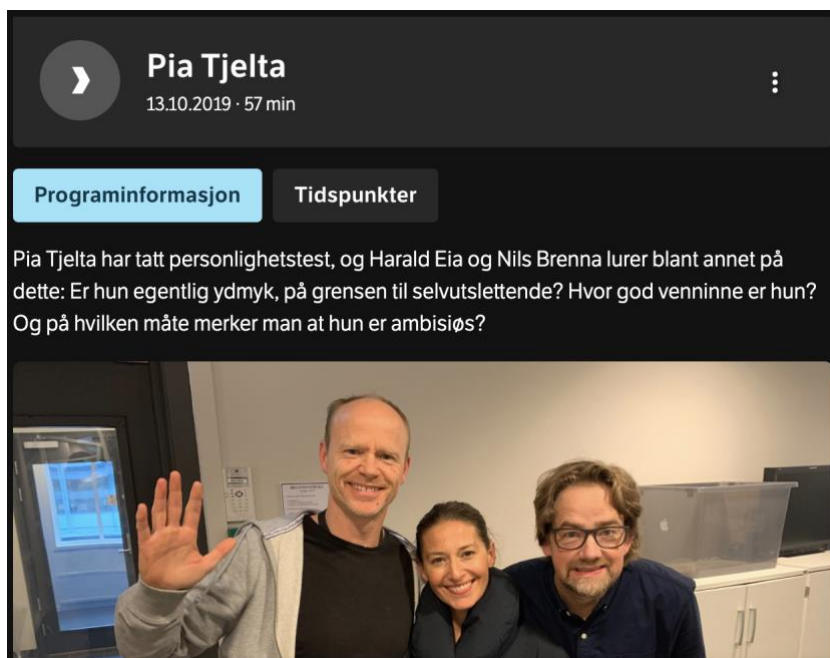 Pia Tjelta
13.10.2019 · 57 min
Programinformasjon
Tidspunkter
Pia Tjelta har tatt personlighetstest, og Harald Eia og Nils Brenna lurer blant annet på
dette: Er hun egentlig ydmyk, på grensen til selvutslettende? Hvor god venninne er hun?
Og på hvilken måte merker man at hun er ambisiøs?